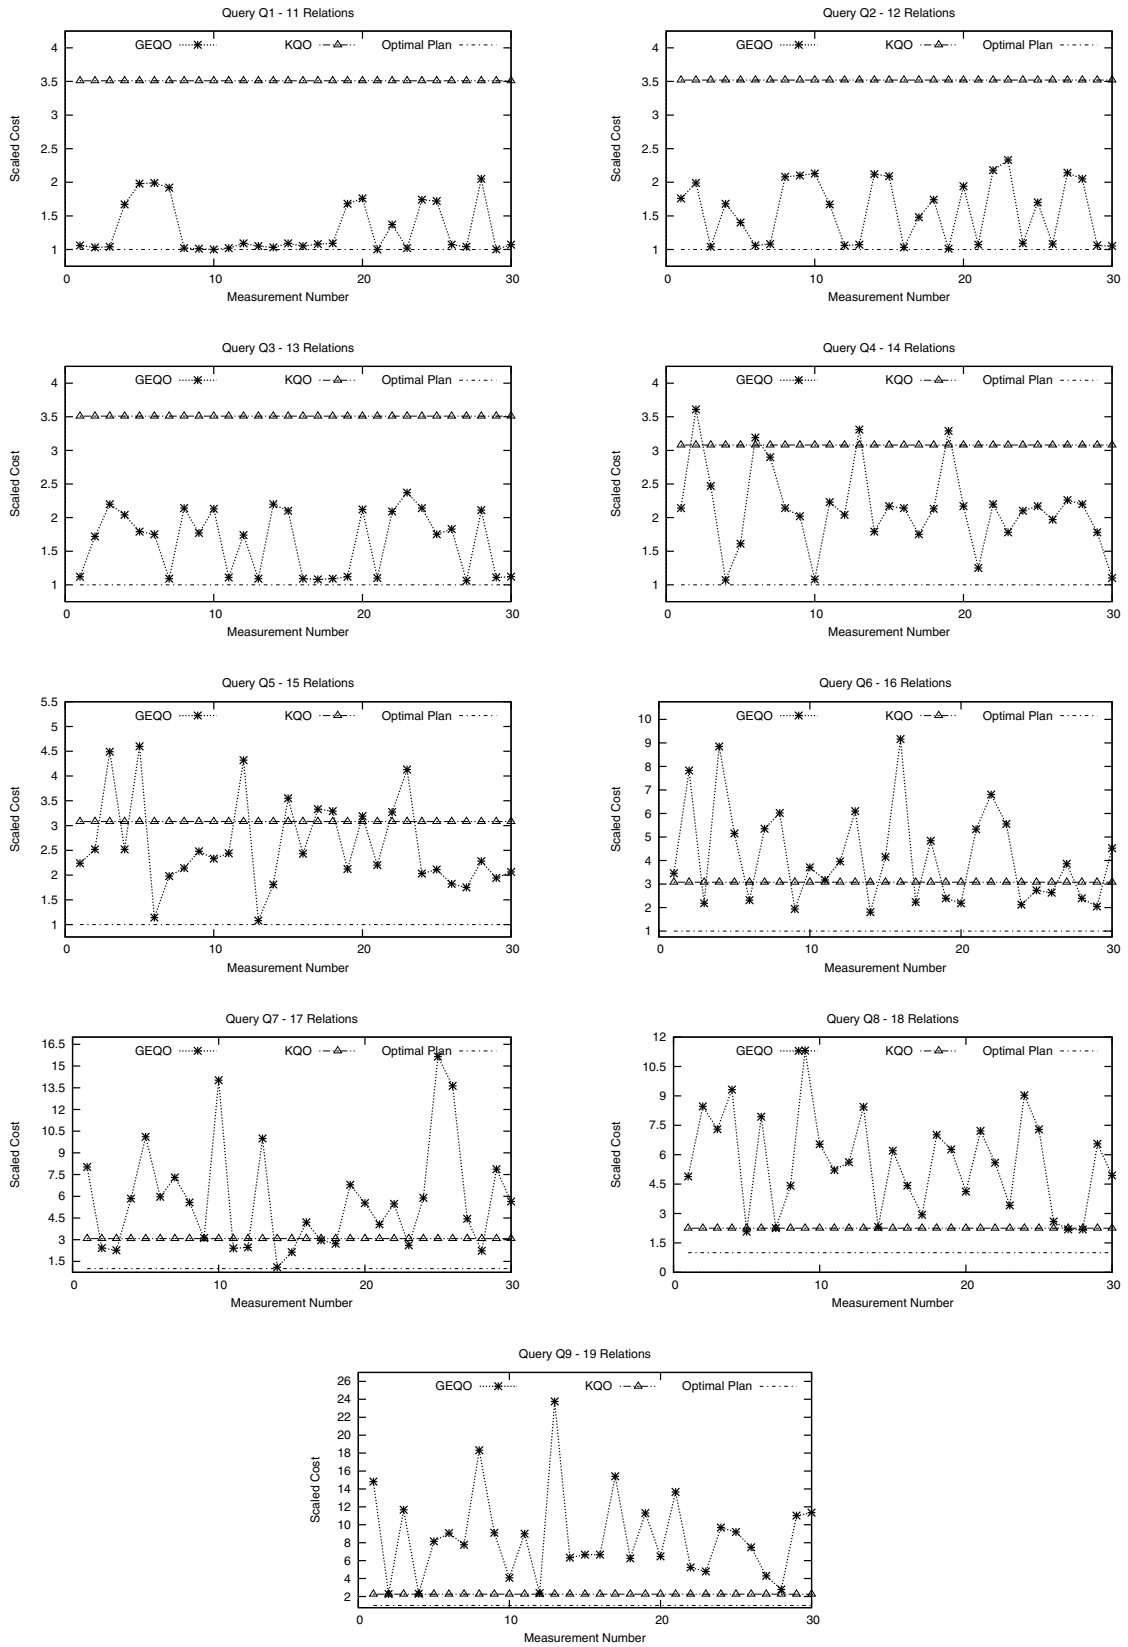 Query Q1 - 11 Relations
GEQO KQO Optimal Plan
Scaled Cost
4
3.5
3
2.5
2
1.5
1
0 10 20 30
Measurement Number
Query Q2 - 12 Relations
GEQO KQO Optimal Plan
Scaled Cost
4
3.5
3
2.5
2
1.5
1
0 10 20 30
Measurement Number
Query Q3 - 13 Relations
GEQO KQO Optimal Plan
Scaled Cost
4
3.5
3
2.5
2
1.5
1
0 10 20 30
Measurement Number
Query Q4 - 14 Relations
GEQO KQO Optimal Plan
Scaled Cost
4
3.5
3
2.5
2
1.5
1
0 10 20 30
Measurement Number
Query Q5 - 15 Relations
GEQO KQO Optimal Plan
Scaled Cost
5.5
5
4.5
4
3.5
3
2.5
2
1.5
1
0 10 20 30
Measurement Number
Query Q6 - 16 Relations
GEQO KQO Optimal Plan
Scaled Cost
10
9
8
7
6
5
4
3
2
1
0 10 20 30
Measurement Number
Query Q7 - 17 Relations
GEQO KQO Optimal Plan
Scaled Cost
16.5
15
13.5
12
10.5
9
7.5
6
4.5
3
1.5
0 10 20 30
Measurement Number
Query Q8 - 18 Relations
GEQO KQO Optimal Plan
Scaled Cost
12
10.5
9
7.5
6
4.5
3
1.5
0
0 10 20 30
Measurement Number
Query Q9 - 19 Relations
GEQO KQO Optimal Plan
Scaled Cost
26
24
22
20
18
16
14
12
10
8
6
4
2
10 20 30
Measurement Number